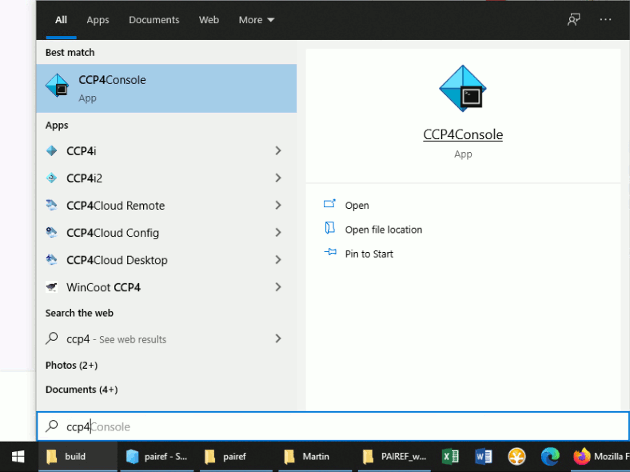 All Apps Documents Web More
Best match
CCP4Console
App
Apps
CCP4i
CCP4i2
CCP4Cloud Remote
CCP4Cloud Config
CCP4Cloud Desktop
WinCoot CCP4
Search the web
ccp4 - See web results
Photos (2+)
Documents (4+)
CCP4Console
App
Open
Open file location
Pin to Start
ccp4Console
build pairef - S... pairef Martin PAIREF_w... Mozilla F